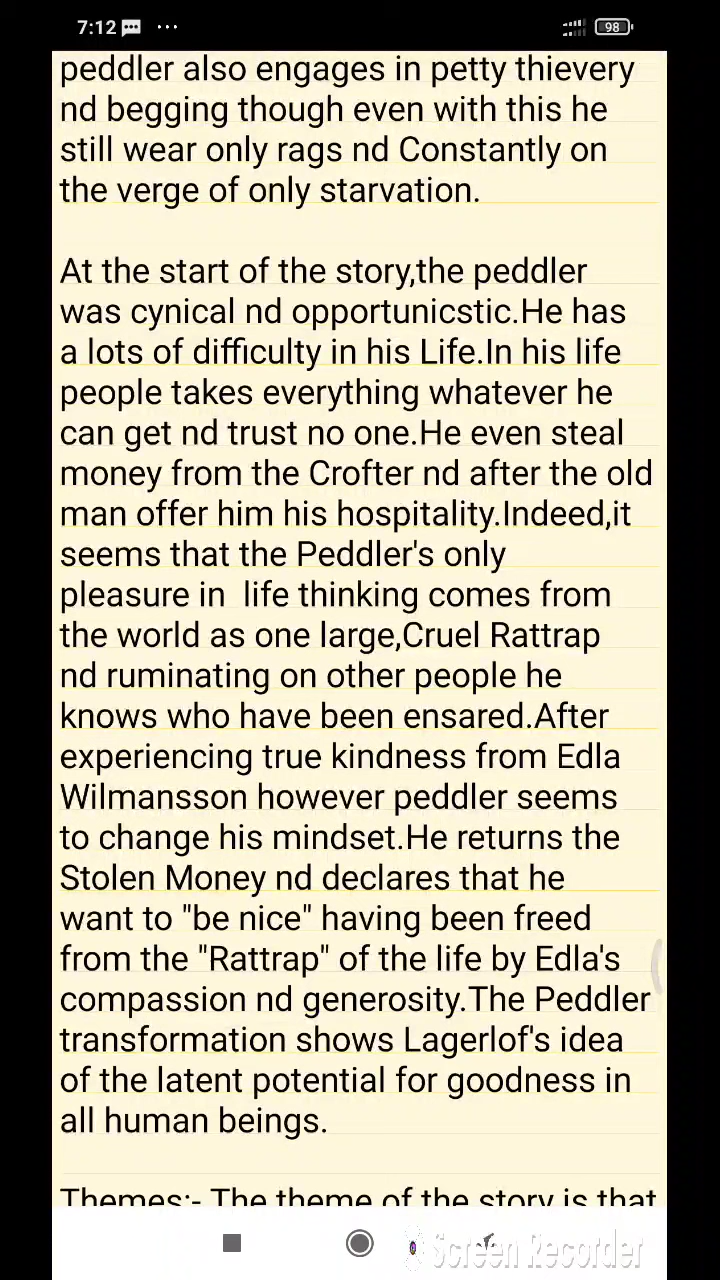 7:12
98
peddler also engages in petty thievery
nd begging though even with this he
still wear only rags nd Constantly on
the verge of only starvation.
At the start of the story,the peddler
was cynical nd opportunicstic.He has
a lots of difficulty in his Life.In his life
people takes everything whatever he
can get nd trust no one.He even steal
money from the Crofter nd after the old
man offer him his hospitality.Indeed,it
seems that the Peddler's only
pleasure in  life thinking comes from
the world as one large,Cruel Rattrap
nd ruminating on other people he
knows who have been ensared.After
experiencing true kindness from Edla
Wilmansson however peddler seems
to change his mindset.He returns the
Stolen Money nd declares that he
want to "be nice" having been freed
from the "Rattrap" of the life by Edla's
compassion nd generosity.The Peddler
transformation shows Lagerlof's idea
of the latent potential for goodness in
all human beings.
Themes:- The theme of the story is that
Screen Recorder